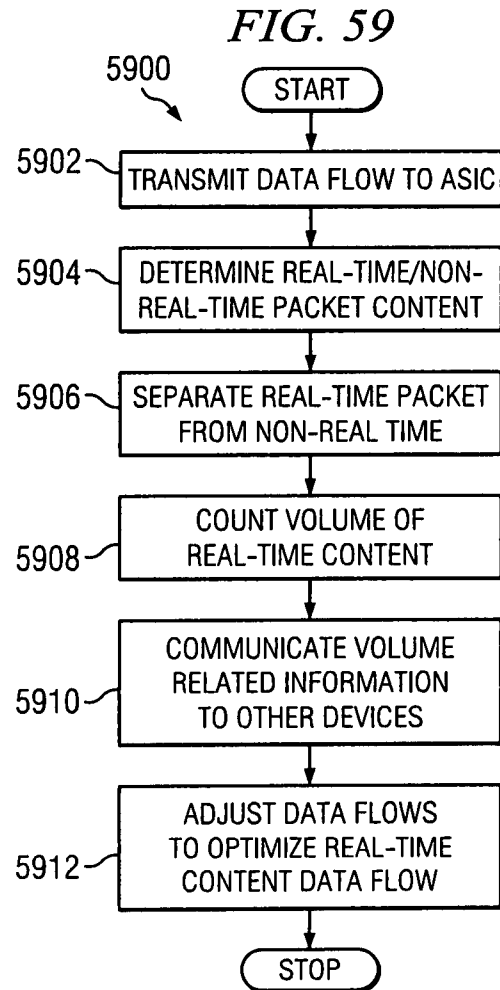 FIG. 59
5900
START
5902
TRANSMIT DATA FLOW TO ASIC
5904
DETERMINE REAL-TIME/NON-
REAL-TIME PACKET CONTENT
5906
SEPARATE REAL-TIME PACKET
FROM NON-REAL TIME
5908
COUNT VOLUME OF
REAL-TIME CONTENT
5910
COMMUNICATE VOLUME
RELATED INFORMATION
TO OTHER DEVICES
5912
ADJUST DATA FLOWS
TO OPTIMIZE REAL-TIME
CONTENT DATA FLOW
STOP